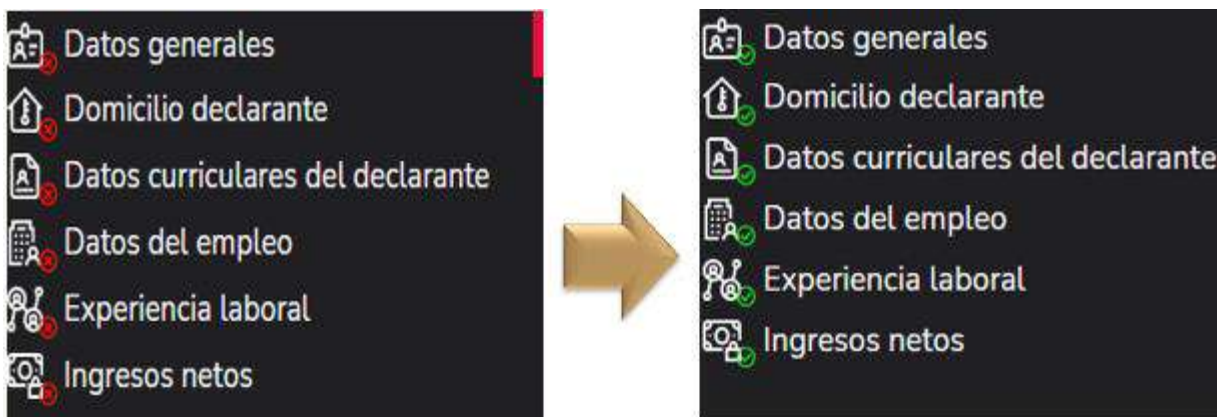 Datos generales
Domicilio declarante
Datos curriculares del declarante
Datos del empleo
Experiencia laboral
Ingresos netos
Datos generales
Domicilio declarante
Datos curriculares del declarante
Datos del empleo
Experiencia laboral
Ingresos netos